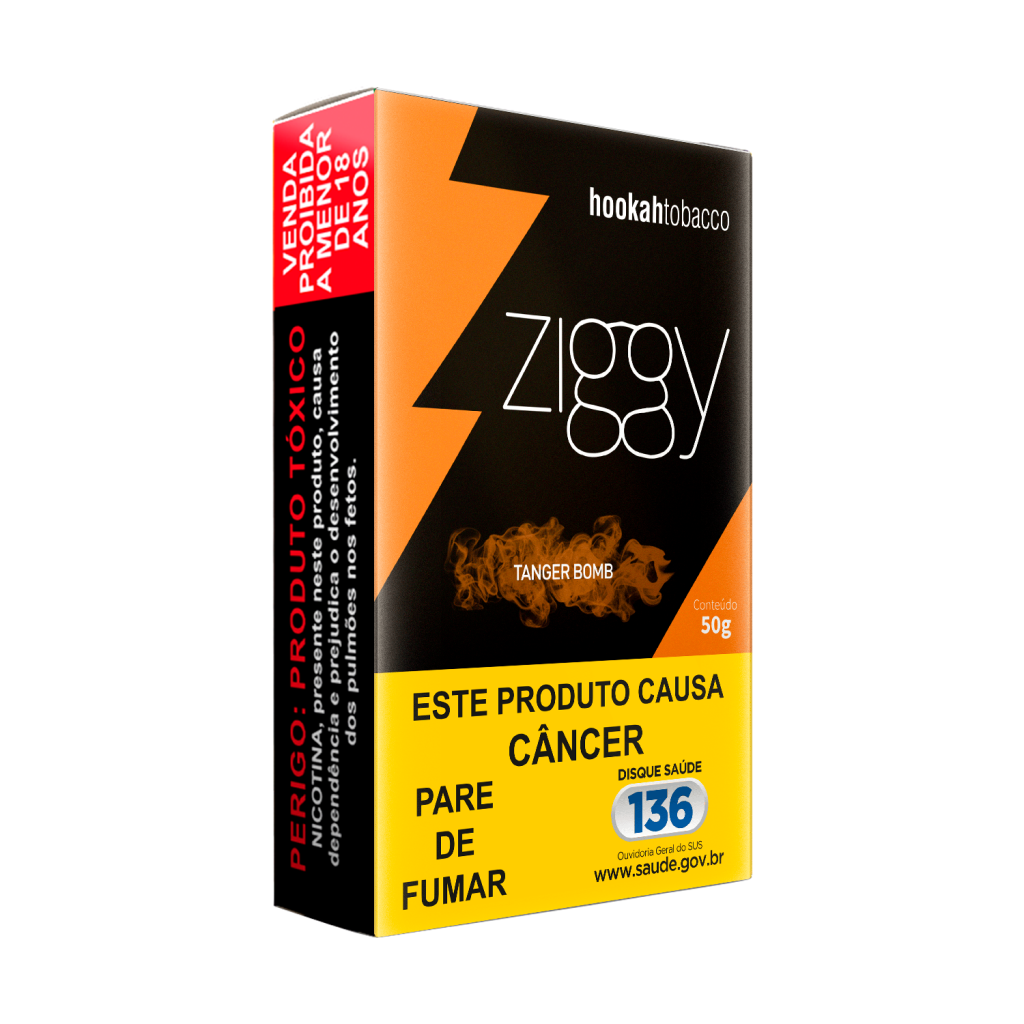 VENDA
PROIBIDA
A MENOR
DE 18
ANOS
PERIGO: PRODUTO TÓXICO
NICOTINA, presente neste produto, causa
dependência e prejudica o desenvolvimento
dos pulmões nos fetos.
hookahtobacco
ziggy
TANGER BOMB
Conteúdo
50g
ESTE PRODUTO CAUSA
CÂNCER
PARE
DE
FUMAR
DISQUE SAÚDE
136
Ouvidoria Geral do SUS
www.saude.gov.br